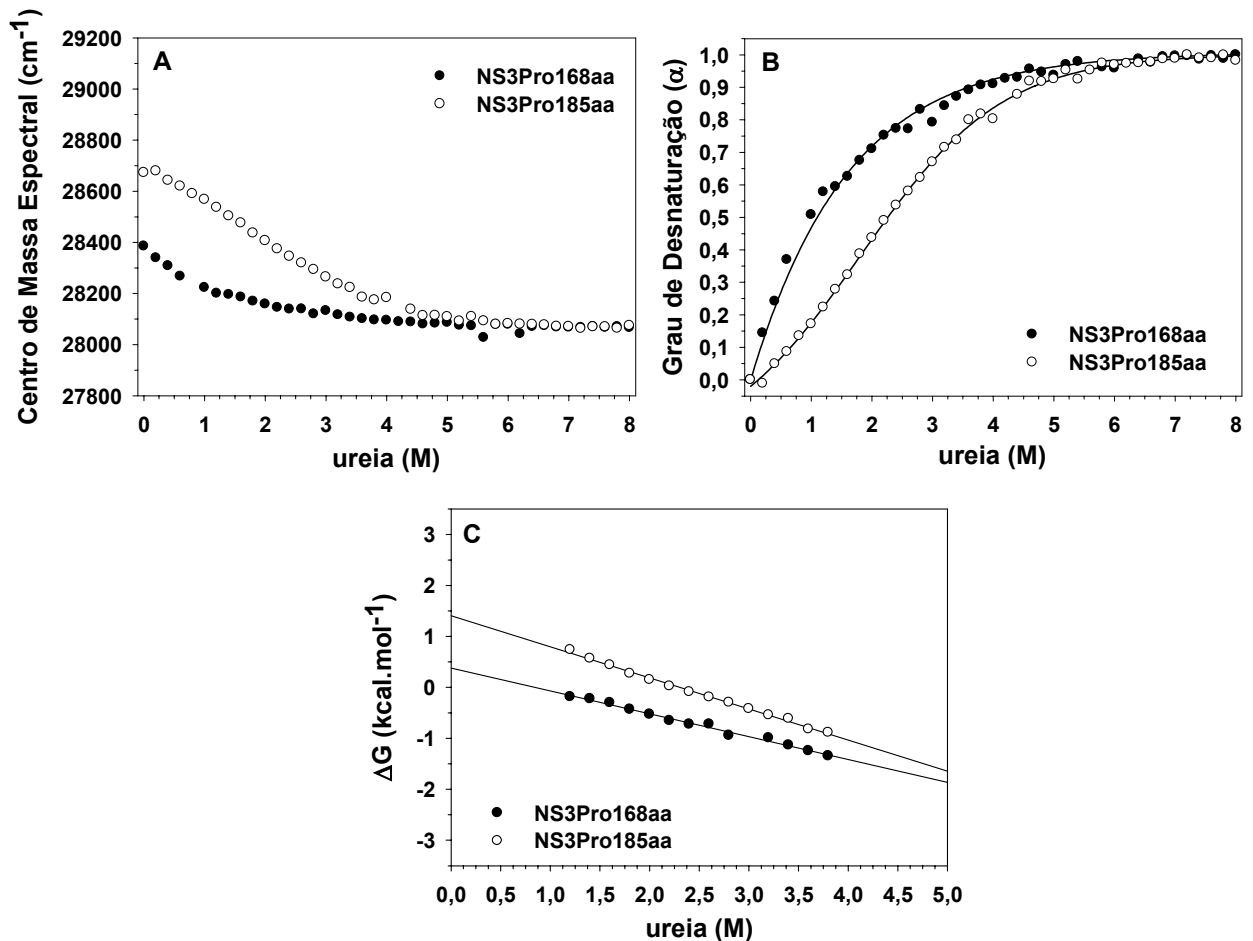 A
Centro de Massa Espectral (cm-1)
29200
29000
28800
28600
28400
28200
28000
27800
NS3Pro168aa
NS3Pro185aa
0 1 2 3 4 5 6 7 8
ureia (M)
B
Grau de Desnaturação (α)
1,0
0,9
0,8
0,7
0,6
0,5
0,4
0,3
0,2
0,1
0,0
NS3Pro168aa
NS3Pro185aa
0 1 2 3 4 5 6 7 8
ureia (M)
C
ΔG (kcal.mol-1)
3
2
1
0
-1
-2
-3
NS3Pro168aa
NS3Pro185aa
0,0 0,5 1,0 1,5 2,0 2,5 3,0 3,5 4,0 4,5 5,0
ureia (M)